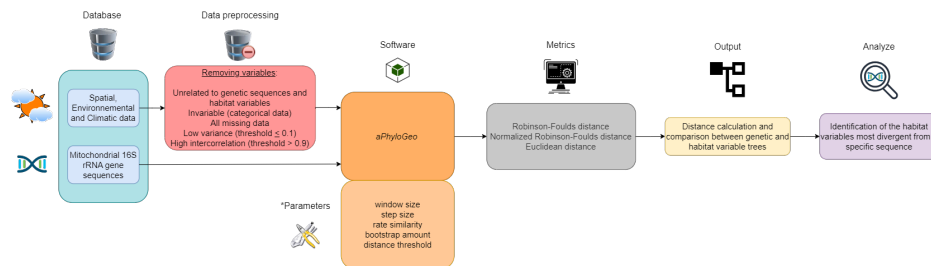 Database
Data preprocessing
Software
Metrics
Output
Analyze
Spatial,
Environnemental
and Climatic data
Mitochondrial 16S
rRNA gene
sequences
Removing variables:
Unrelated to genetic sequences and
habitat variables
Invariable (categorical data)
All missing data
Low variance (threshold ≤ 0.1)
High intercorrelation (threshold > 0.9)
aPhyloGeo
*Parameters
window size
step size
rate similarity
bootstrap amount
distance threshold
Robinson-Foulds distance
Normalized Robinson-Foulds distance
Euclidean distance
Distance calculation and
comparison between genetic and
habitat variable trees
Identification of the habitat
variables most divergent from
specific sequence